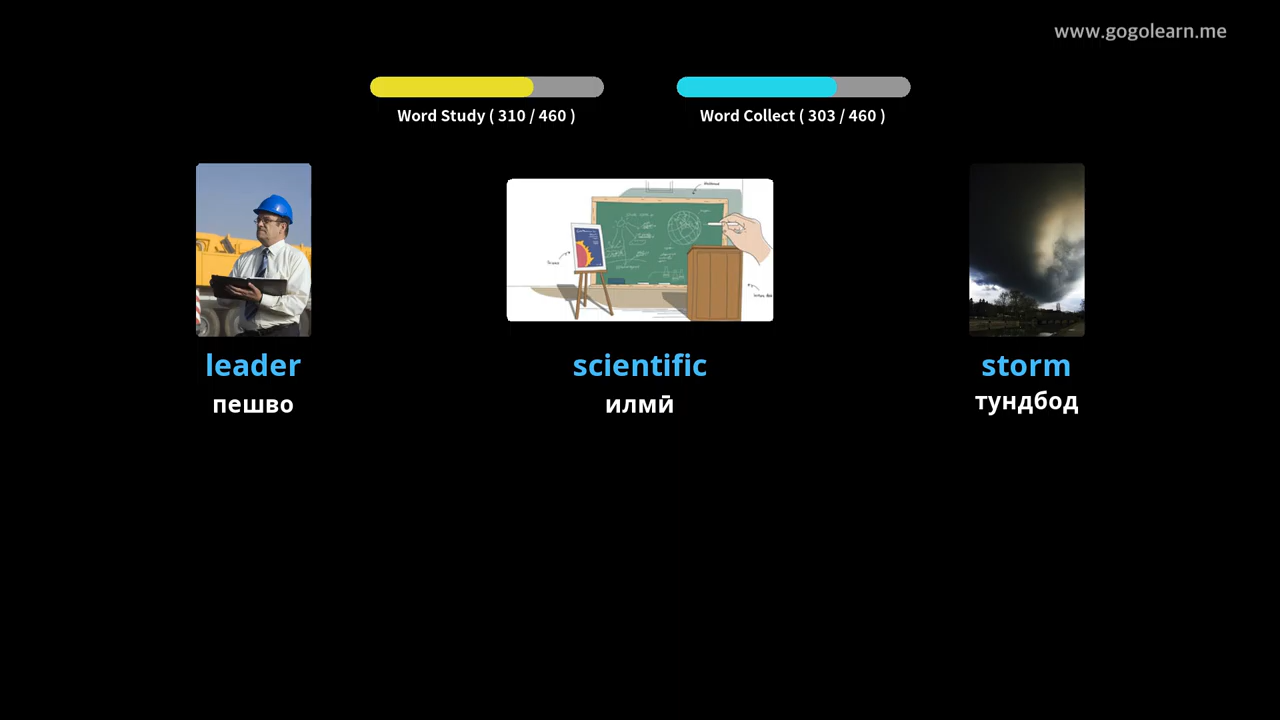 www.gogolearn.me
Word Study ( 310 / 460 )
Word Collect ( 303 / 460 )
leader
scientific
storm
пешво
илмӣ
тундбод